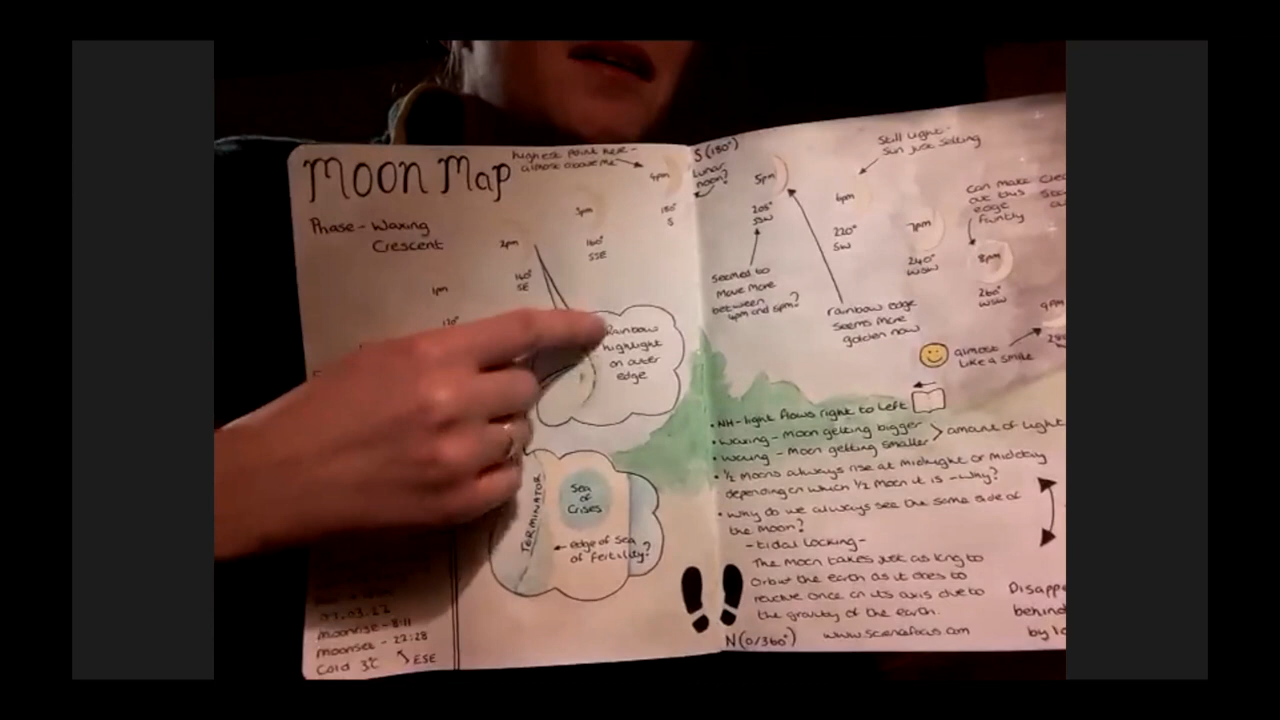 Moon Map
highest point here -
almost above me
Phase - Waxing
Crescent
1pm
120°
2pm
140°
SE
3pm
160°
SSE
4pm
180°
S
S (180°)
Lunar
noon?
5pm
205°
SSW
Seemed to
move more
between
4pm and 5pm?
Still light -
Sun just setting
6pm
220°
SW
rainbow edge
seems more
golden now
7pm
240°
WSW
can make
out this
edge
faintly
8pm
260°
WSW
9pm
almost
like a smile
Rainbow
highlight
on outer
edge
TERMINATOR
Sea
of
Crises
edge of Sea
of fertility?
• NH - light flows right to left
• waxing - Moon getting bigger
• waning - Moon getting smaller
> amount of light
• ½ Moons always rise at midnight or midday
depending on which ½ Moon it is - why?
• why do we always see the same side of
the Moon?
- tidal locking -
The Moon takes just as long to
orbit the earth as it does to
revolve once on its axis due to
the gravity of the earth.
www.sciencefocus.com
N (0/360°)
behind
moonrise - 8:11
moonset - 22:28
Cold 3°C
ESE